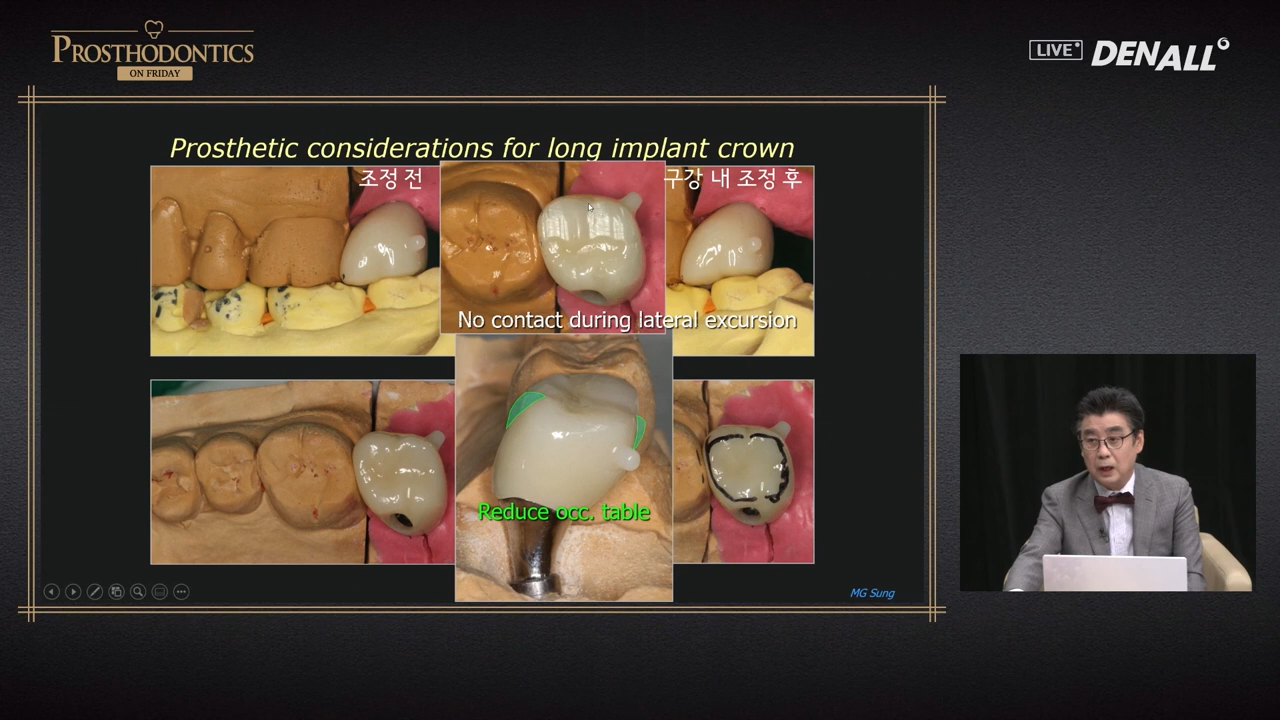 PROSTHODONTICS
ON FRIDAY
LIVE
DENALL
Prosthetic considerations for long implant crown
조정 전
구강 내 조정 후
No contact during lateral excursion
Reduce occ. table
MG Sung